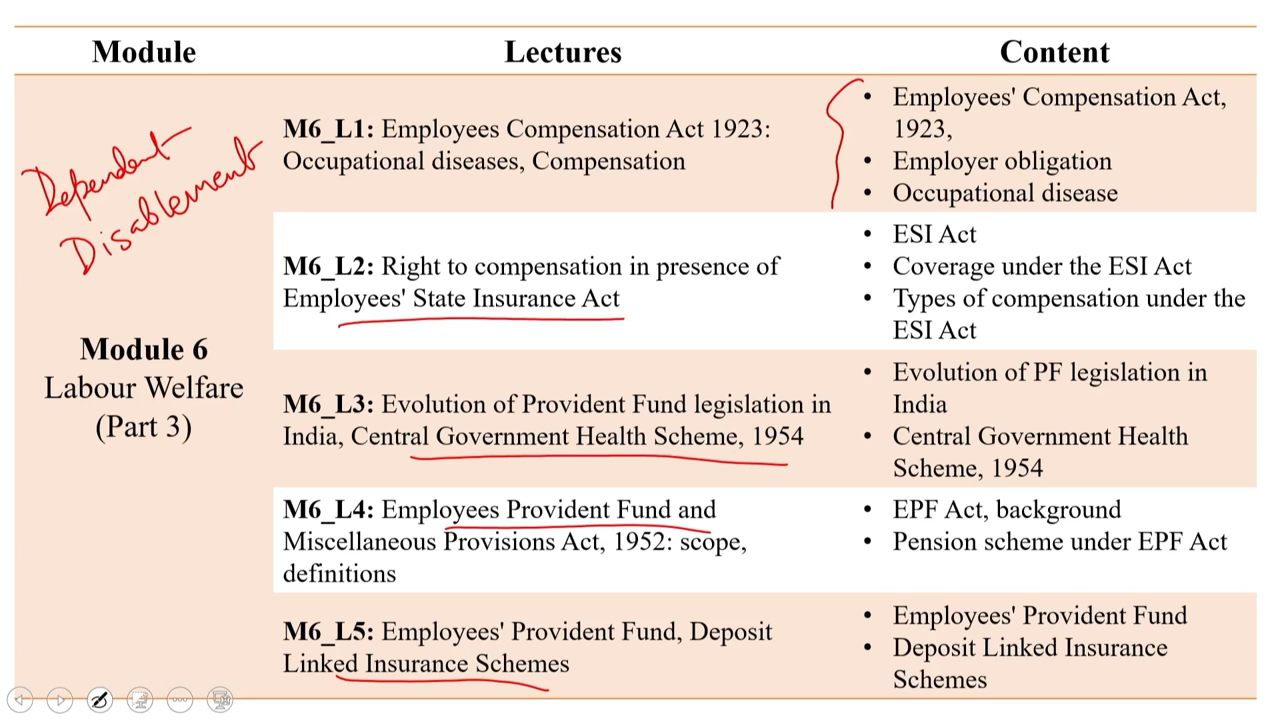 Module Lectures Content
Dependent
Disablement
Module 6
Labour Welfare
(Part 3)
M6_L1: Employees Compensation Act 1923:
Occupational diseases, Compensation
• Employees' Compensation Act,
1923,
• Employer obligation
• Occupational disease
M6_L2: Right to compensation in presence of
Employees' State Insurance Act
• ESI Act
• Coverage under the ESI Act
• Types of compensation under the
ESI Act
M6_L3: Evolution of Provident Fund legislation in
India, Central Government Health Scheme, 1954
• Evolution of PF legislation in
India
• Central Government Health
Scheme, 1954
M6_L4: Employees Provident Fund and
Miscellaneous Provisions Act, 1952: scope,
definitions
• EPF Act, background
• Pension scheme under EPF Act
M6_L5: Employees' Provident Fund, Deposit
Linked Insurance Schemes
• Employees' Provident Fund
• Deposit Linked Insurance
Schemes